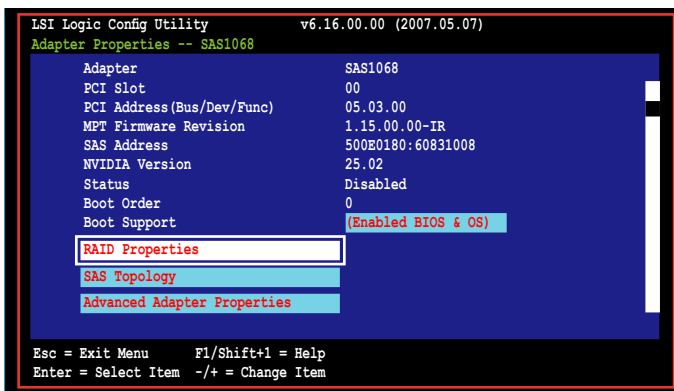 LSI Logic Config Utility v6.16.00.00 (2007.05.07)
Adapter Properties -- SAS1068
Adapter SAS1068
PCI Slot 00
PCI Address(Bus/Dev/Func) 05.03.00
MPT Firmware Revision 1.15.00.00-IR
SAS Address 500E0180:60831008
NVIDIA Version 25.02
Status Disabled
Boot Order 0
Boot Support (Enabled BIOS & OS)
RAID Properties
SAS Topology
Advanced Adapter Properties
Esc = Exit Menu F1/Shift+1 = Help
Enter = Select Item -/+ = Change Item